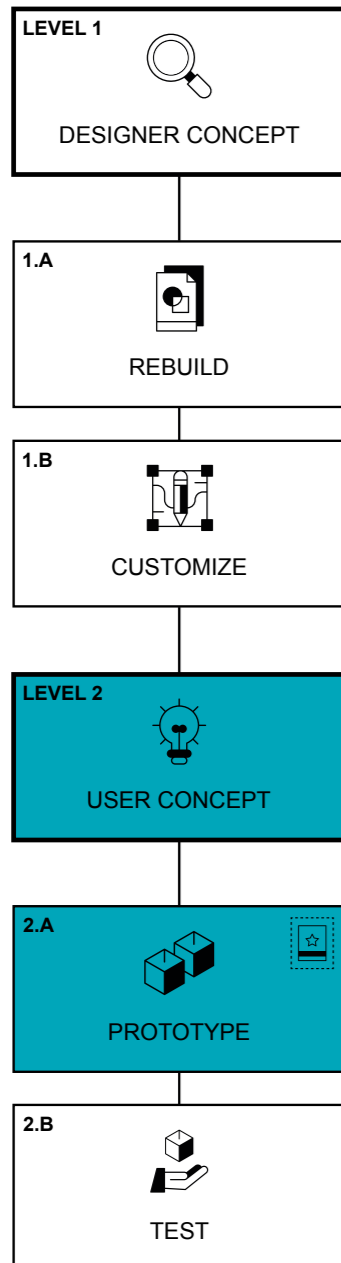 LEVEL 1
DESIGNER CONCEPT
1.A
REBUILD
1.B
CUSTOMIZE
LEVEL 2
USER CONCEPT
2.A
PROTOTYPE
2.B
TEST